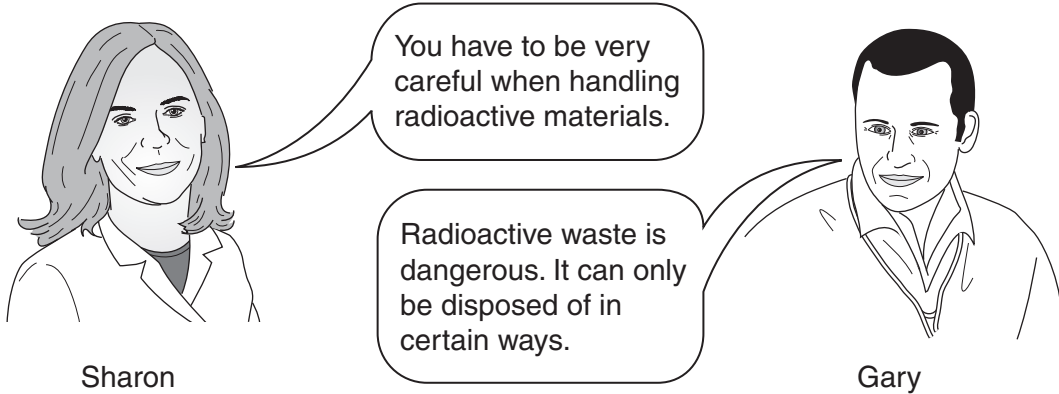 You have to be very
careful when handling
radioactive materials.
Radioactive waste is
dangerous. It can only
be disposed of in
certain ways.
Sharon
Gary